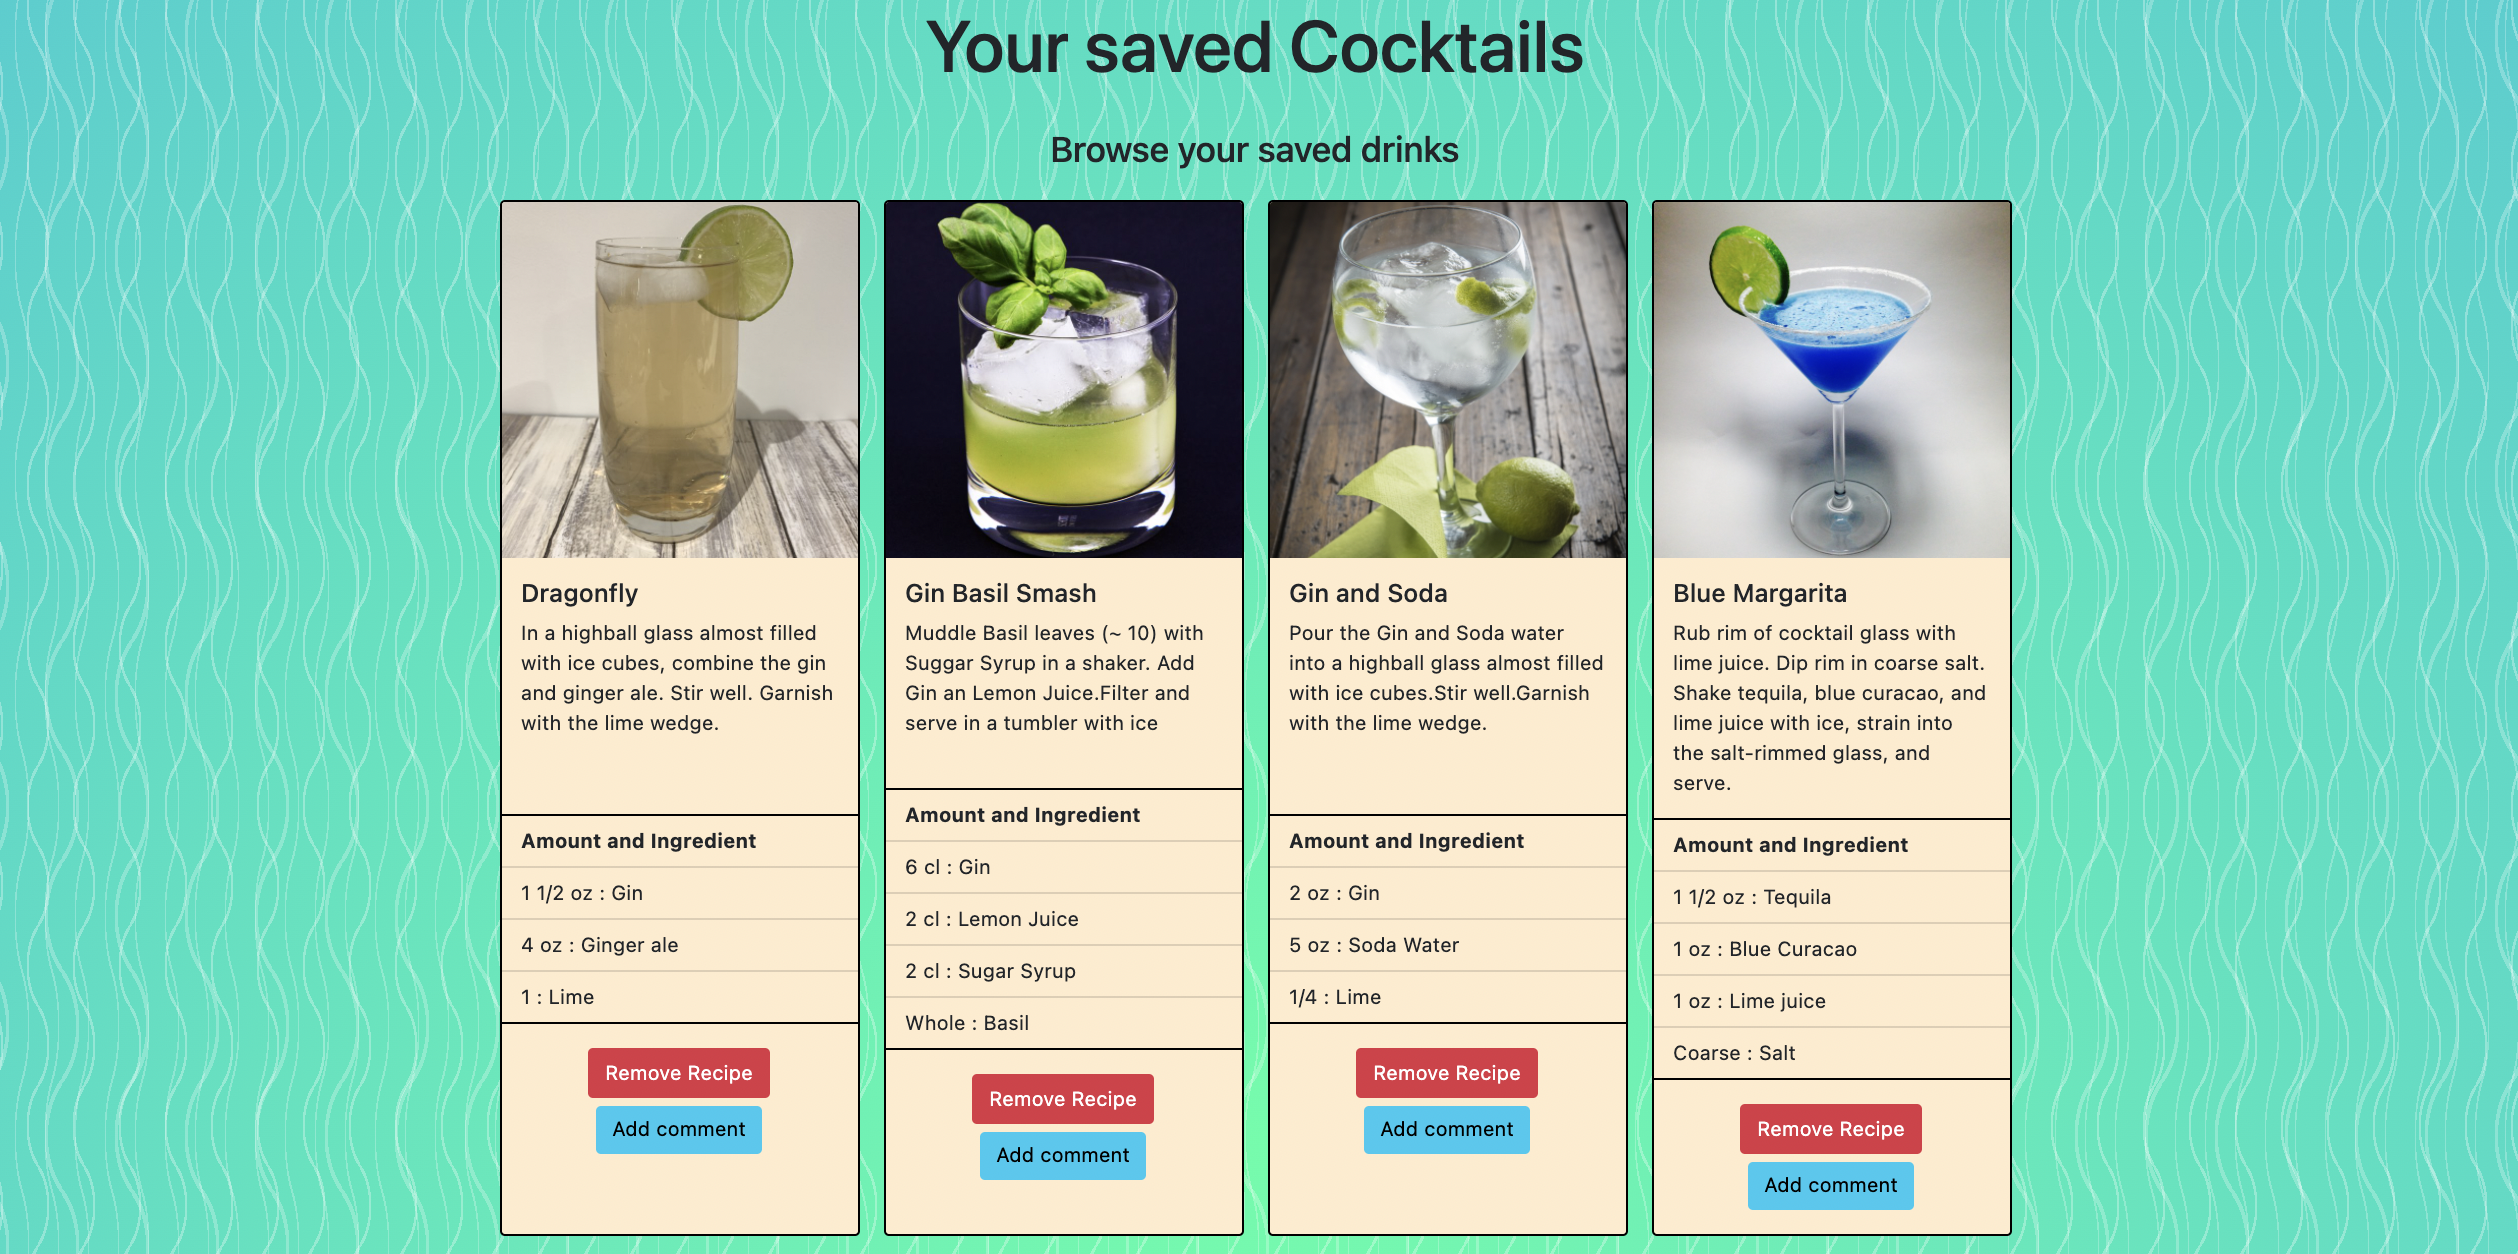 Your saved Cocktails
Browse your saved drinks
Dragonfly
In a highball glass almost filled
with ice cubes, combine the gin
and ginger ale. Stir well. Garnish
with the lime wedge.
Amount and Ingredient
1 1/2 oz : Gin
4 oz : Ginger ale
1 : Lime
Remove Recipe
Add comment
Gin Basil Smash
Muddle Basil leaves (~ 10) with
Suggar Syrup in a shaker. Add
Gin an Lemon Juice.Filter and
serve in a tumbler with ice
Amount and Ingredient
6 cl : Gin
2 cl : Lemon Juice
2 cl : Sugar Syrup
Whole : Basil
Remove Recipe
Add comment
Gin and Soda
Pour the Gin and Soda water
into a highball glass almost filled
with ice cubes.Stir well.Garnish
with the lime wedge.
Amount and Ingredient
2 oz : Gin
5 oz : Soda Water
1/4 : Lime
Remove Recipe
Add comment
Blue Margarita
Rub rim of cocktail glass with
lime juice. Dip rim in coarse salt.
Shake tequila, blue curacao, and
lime juice with ice, strain into
the salt-rimmed glass, and
serve.
Amount and Ingredient
1 1/2 oz : Tequila
1 oz : Blue Curacao
1 oz : Lime juice
Coarse : Salt
Remove Recipe
Add comment